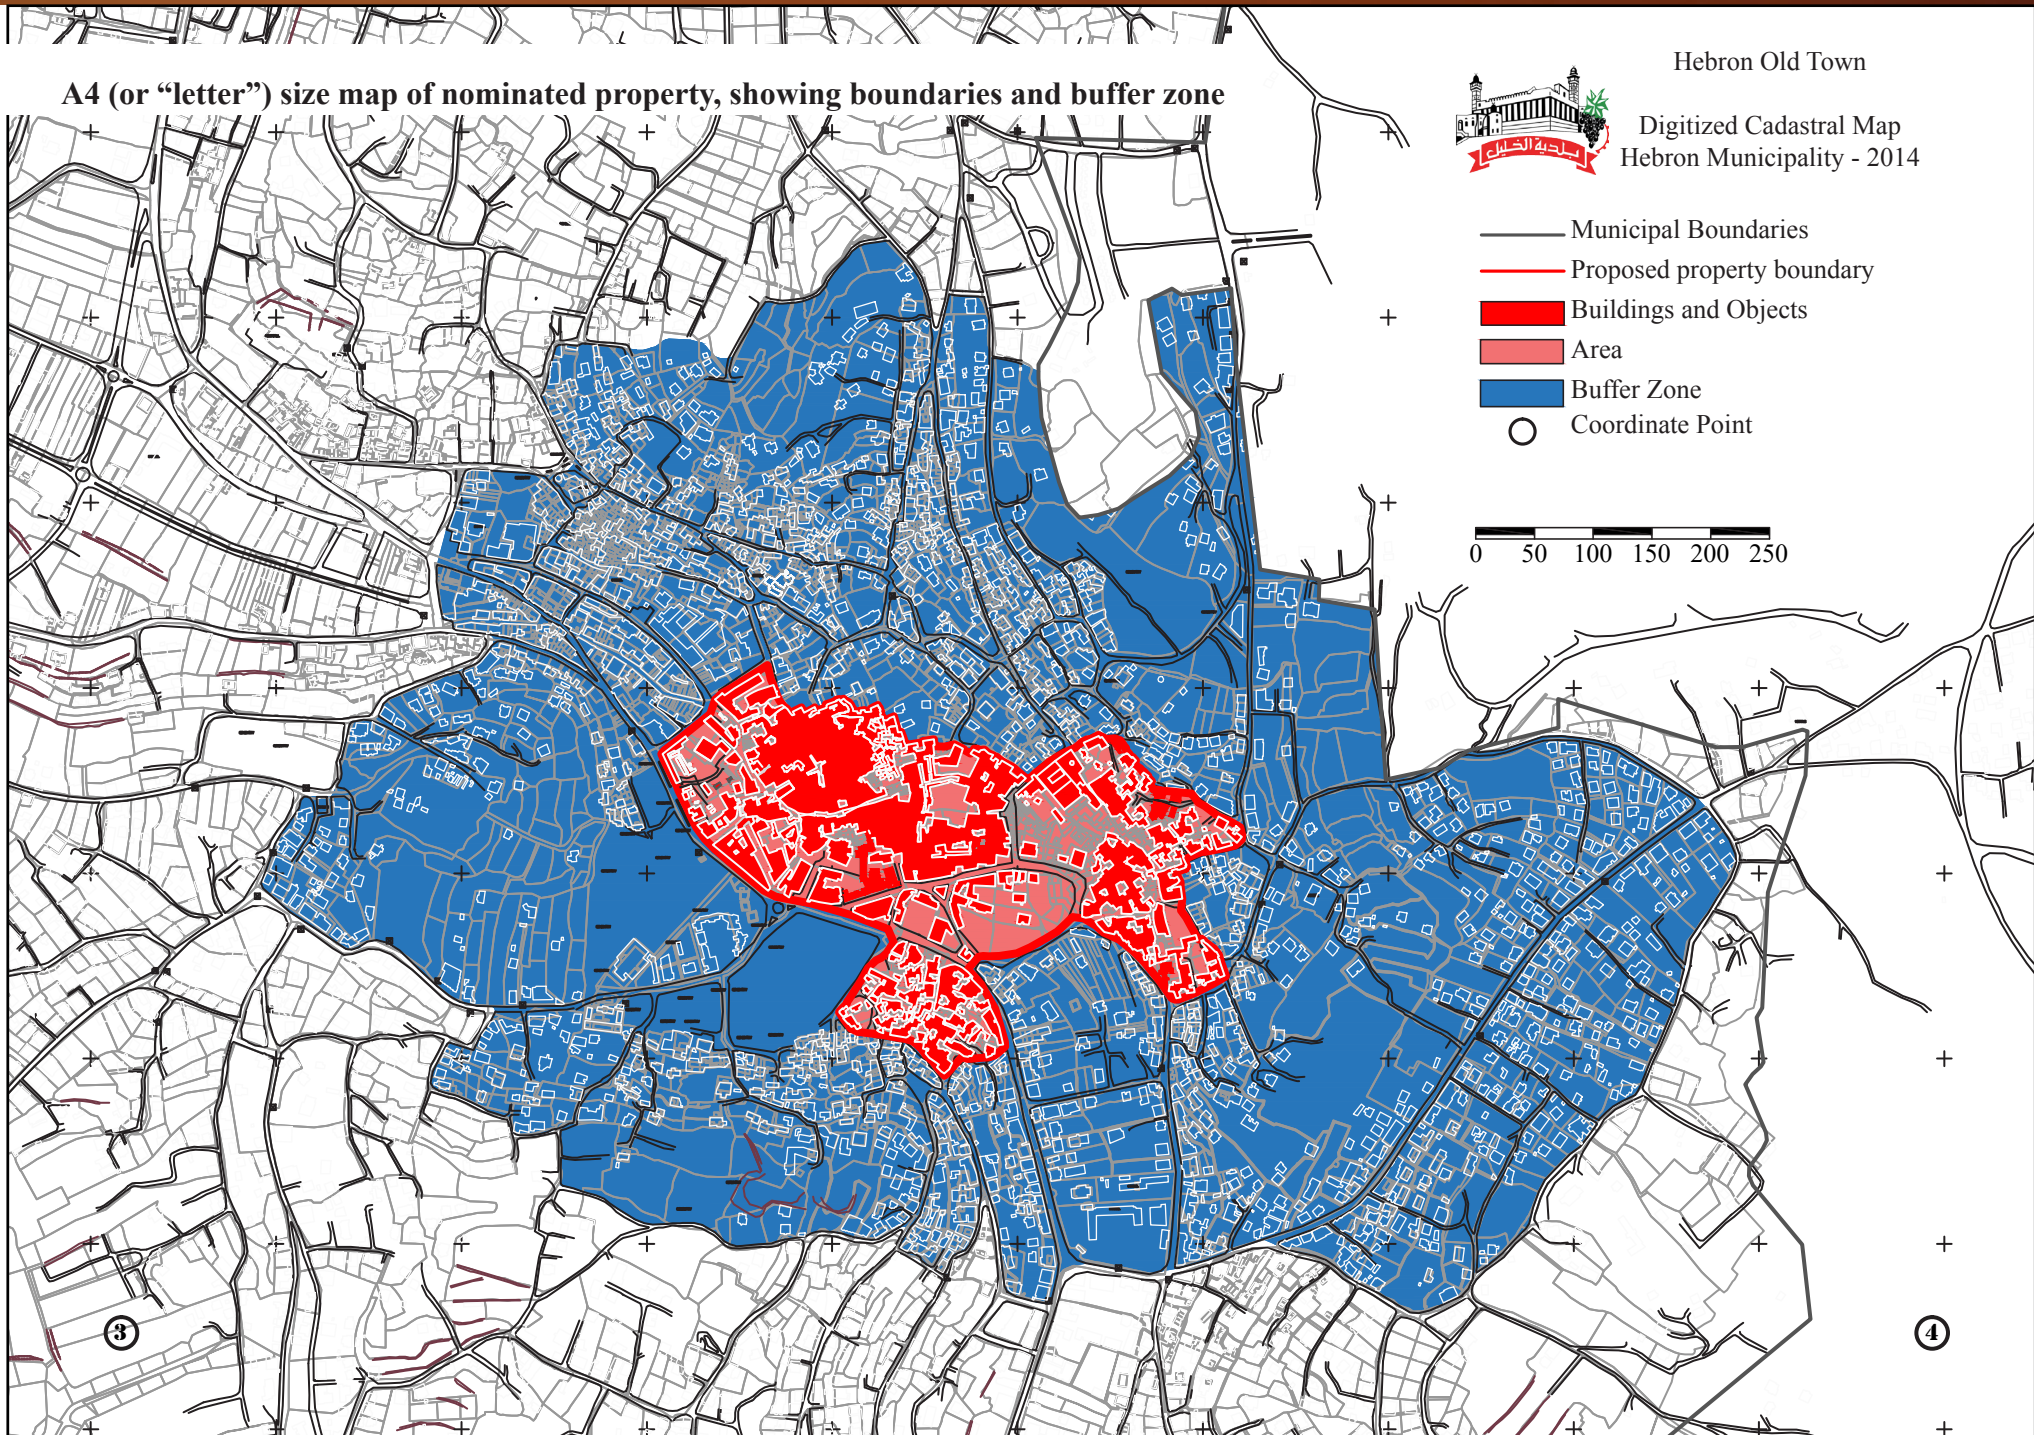 A4 (or “letter”) size map of nominated property, showing boundaries and buffer zone
Hebron Old Town
Digitized Cadastral Map
Hebron Municipality - 2014
بلدية الخليل
Municipal Boundaries
Proposed property boundary
Buildings and Objects
Area
Buffer Zone
Coordinate Point
0 50 100 150 200 250
3
4